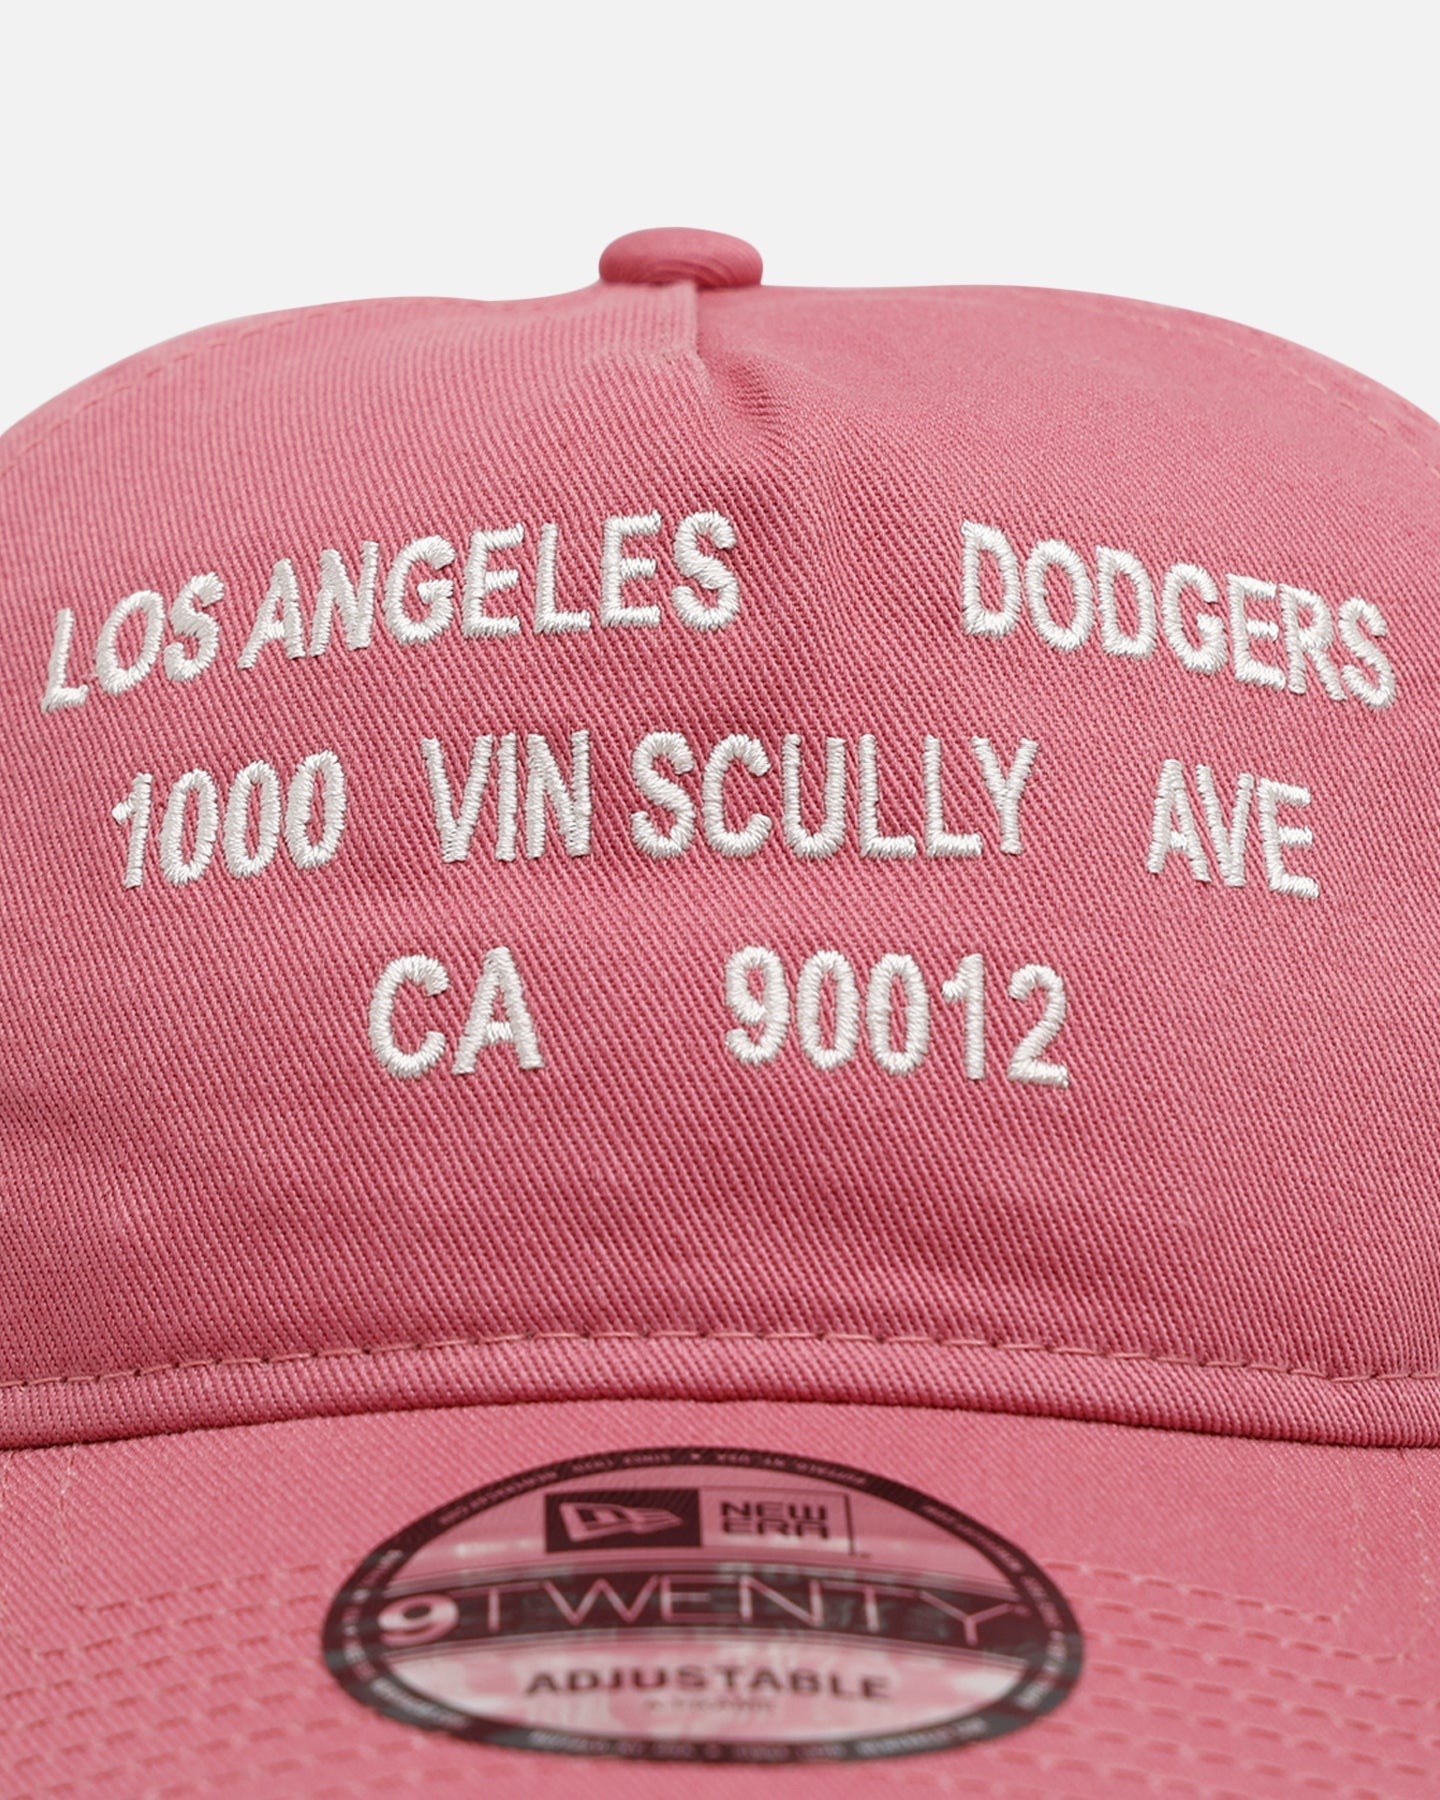 LOS ANGELES DODGERS
1000 VIN SCULLY AVE
CA 90012
NEW
ERA
9TWENTY
ADJUSTABLE